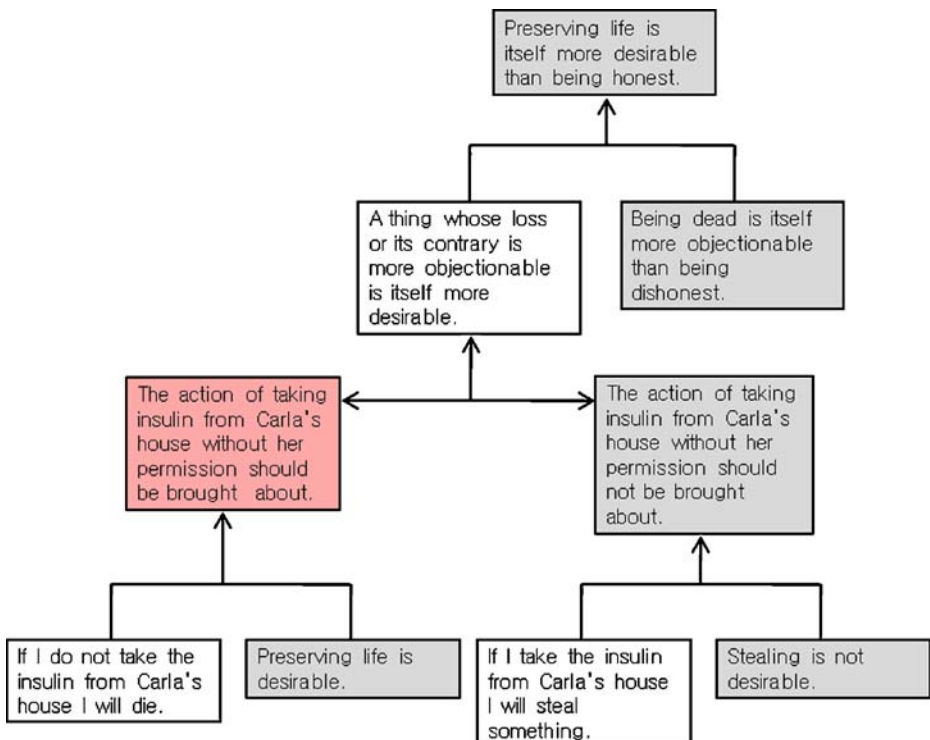 Preserving life is
itself more desirable
than being honest.
A thing whose loss
or its contrary is
more objectionable
is itself more
desirable.
Being dead is itself
more objectionable
than being
dishonest.
The action of taking
insulin from Carla's
house without her
permission should
be brought about.
The action of taking
insulin from Carla's
house without her
permission should
not be brought
about.
If I do not take the
insulin from Carla's
house I will die.
Preserving life is
desirable.
If I take the insulin
from Carla's house
I will steal
something.
Stealing is not
desirable.